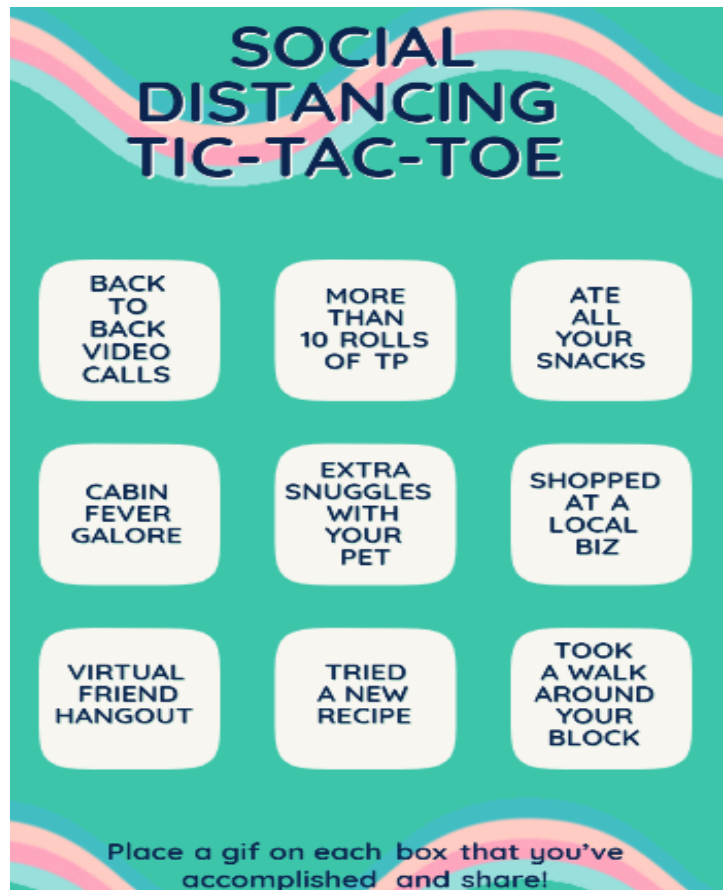 SOCIAL
DISTANCING
TIC-TAC-TOE
BACK
TO
BACK
VIDEO
CALLS
MORE
THAN
10 ROLLS
OF TP
ATE
ALL
YOUR
SNACKS
CABIN
FEVER
GALORE
EXTRA
SNUGGLES
WITH
YOUR
PET
SHOPPED
AT A
LOCAL
BIZ
VIRTUAL
FRIEND
HANGOUT
TRIED
A NEW
RECIPE
TOOK
A WALK
AROUND
YOUR
BLOCK
Place a gif on each box that you've
accomplished and share!